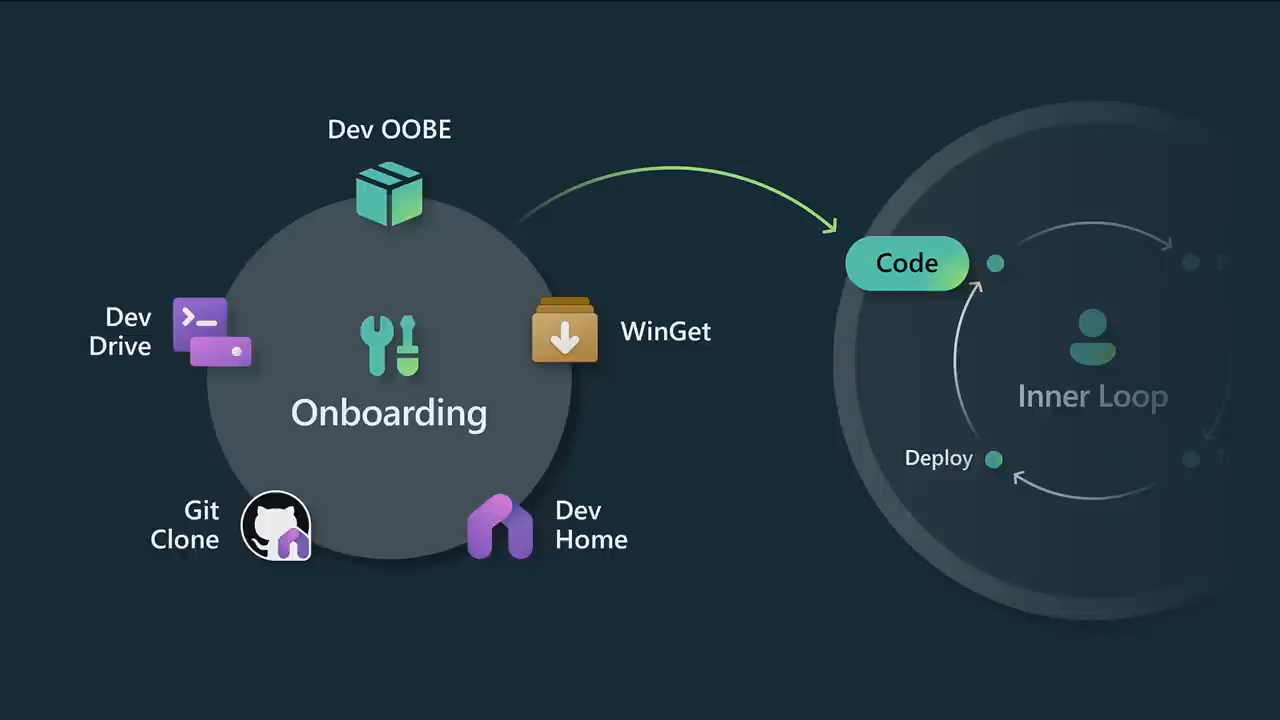 Dev OOBE
Dev
Drive
WinGet
Onboarding
Git
Clone
Dev
Home
Code
Inner Loop
Deploy